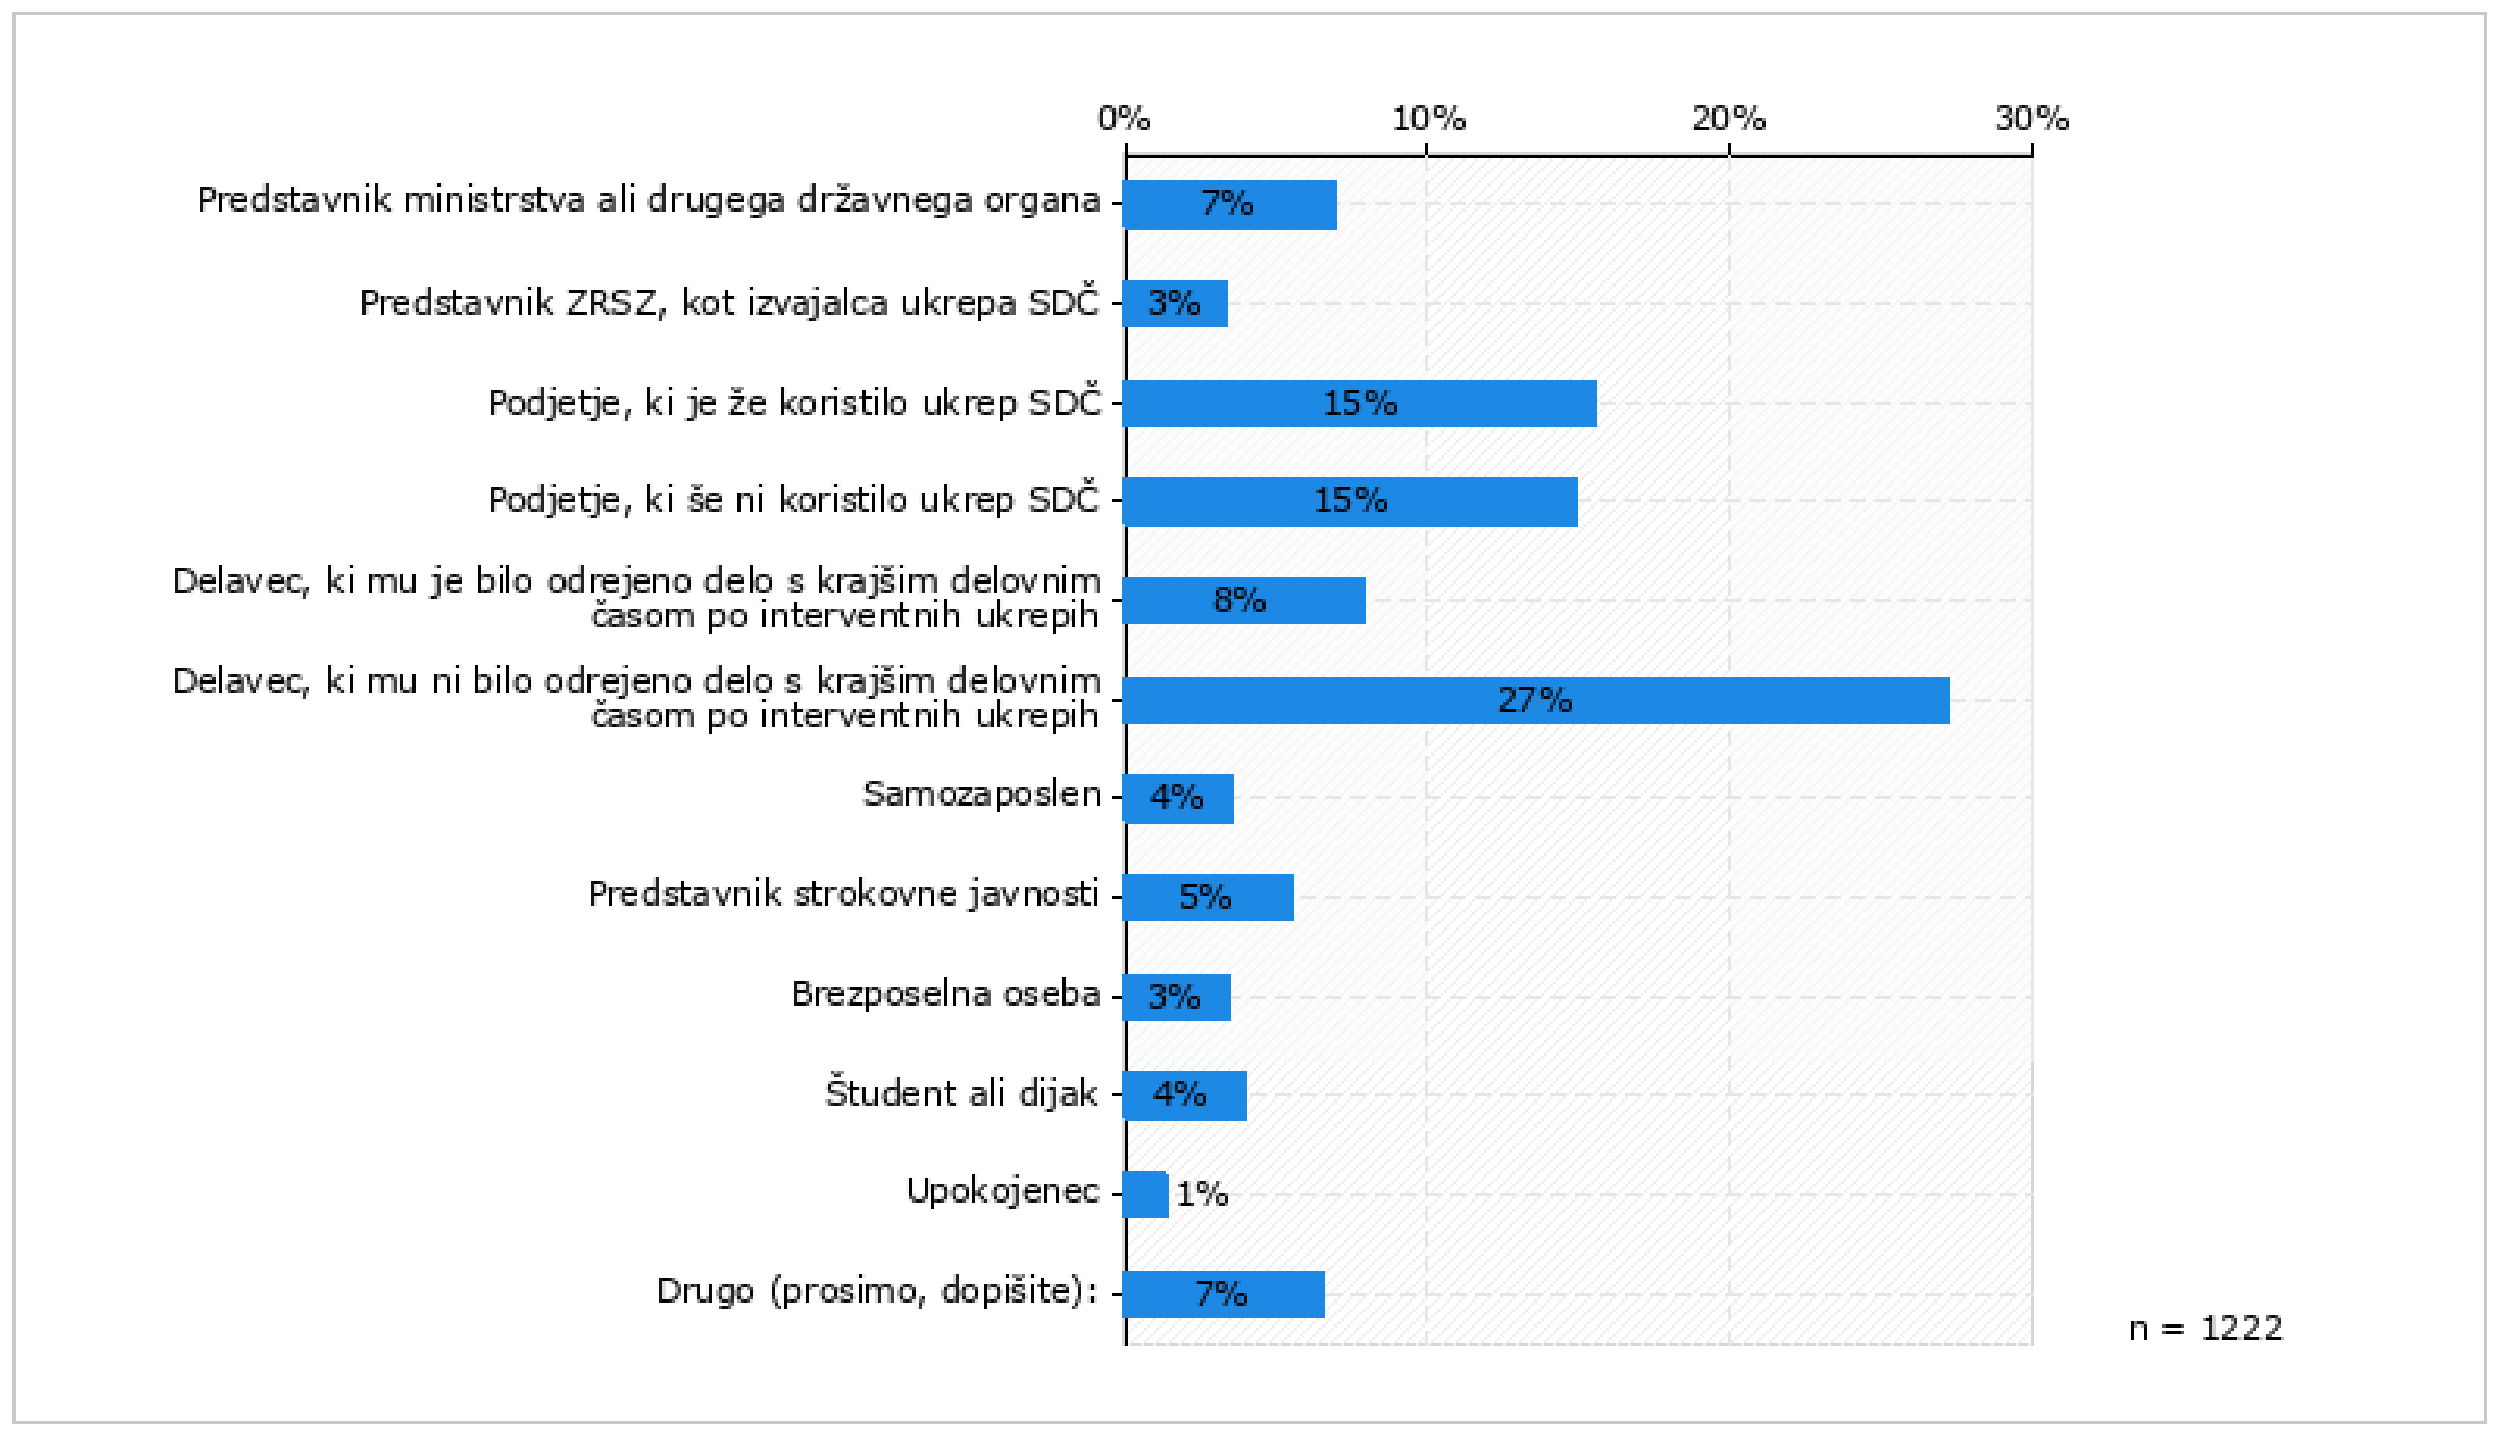 0% 10% 20% 30%
Predstavnik ministrstva ali drugega državnega organa 7%
Predstavnik ZRSZ, kot izvajalca ukrepa SDČ 3%
Podjetje, ki je že koristilo ukrep SDČ 15%
Podjetje, ki še ni koristilo ukrep SDČ 15%
Delavec, ki mu je bilo odrejeno delo s krajšim delovnim
časom po interventnih ukrepih 8%
Delavec, ki mu ni bilo odrejeno delo s krajšim delovnim
časom po interventnih ukrepih 27%
Samozaposlen 4%
Predstavnik strokovne javnosti 5%
Brezposelna oseba 3%
Študent ali dijak 4%
Upokojenec 1%
Drugo (prosimo, dopišite): 7%
n = 1222